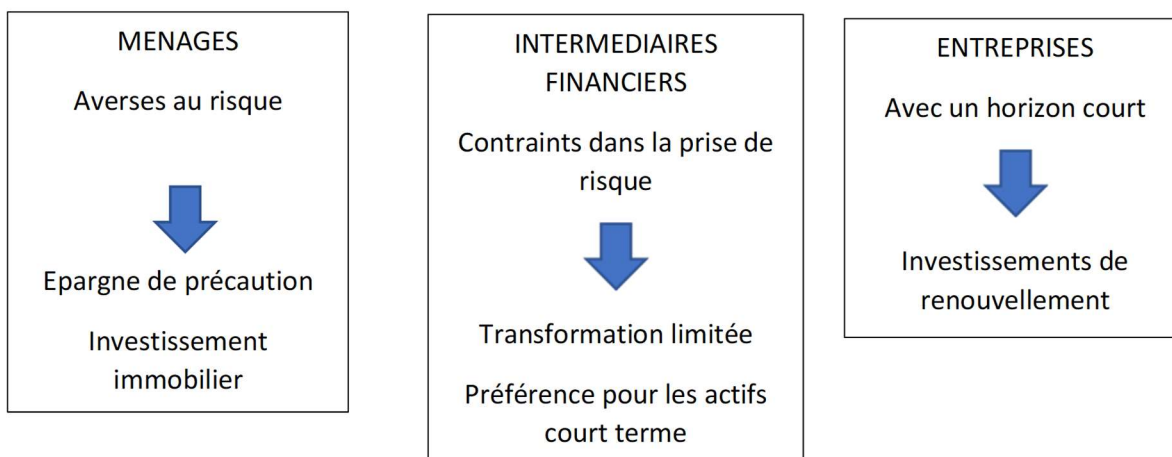 MENAGES
Averses au risque
Epargne de précaution
Investissement
immobilier
INTERMEDIAIRES
FINANCIERS
Contraints dans la prise de
risque
Transformation limitée
Préférence pour les actifs
court terme
ENTREPRISES
Avec un horizon court
Investissements de
renouvellement